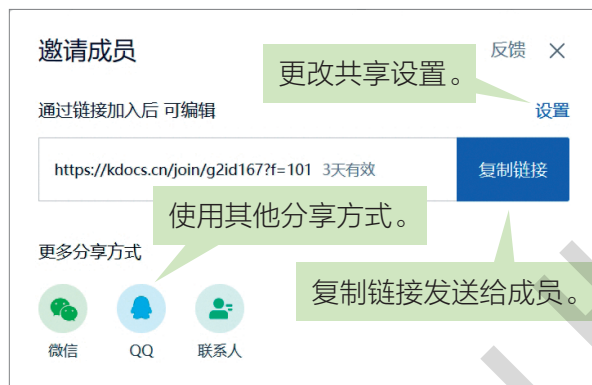 邀请成员
反馈
更改共享设置。
通过链接加入后 可编辑
设置
https://kdocs.cn/join/g2id167?f=101 3天有效
复制链接
使用其他分享方式。
更多分享方式
复制链接发送给成员。
微信
QQ
联系人